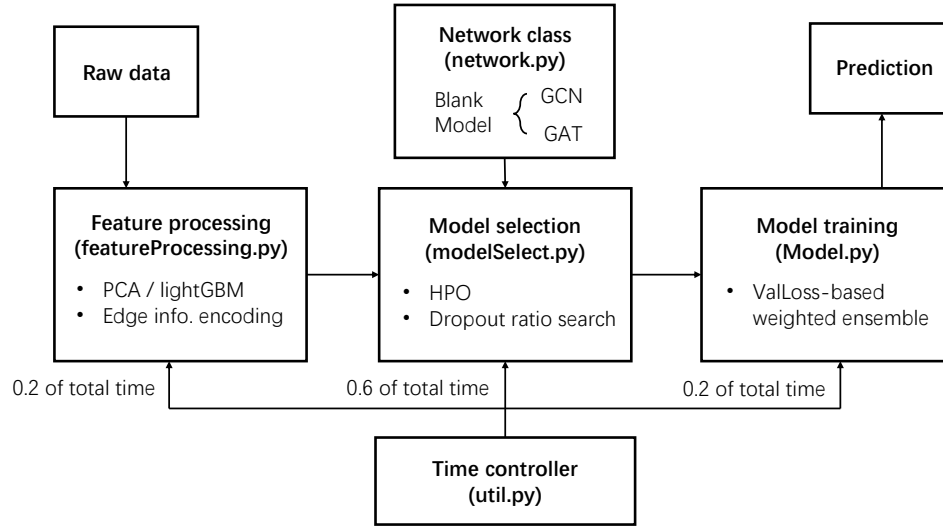 Raw data
Network class
(network.py)
Blank
Model
GCN
GAT
Prediction
Feature processing
(featureProcessing.py)
• PCA / lightGBM
• Edge info. encoding
Model selection
(modelSelect.py)
• HPO
• Dropout ratio search
Model training
(Model.py)
• ValLoss-based
weighted ensemble
0.2 of total time
0.6 of total time
0.2 of total time
Time controller
(util.py)